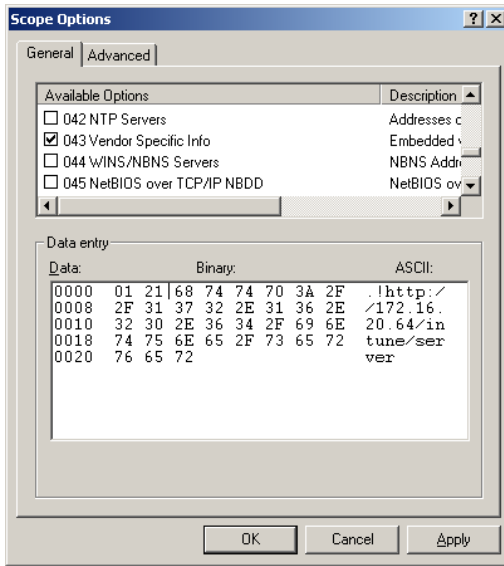 Scope Options
General Advanced
Available Options Description
042 NTP Servers Addresses
043 Vendor Specific Info Embedded
044 WINS/NBNS Servers NBNS
045 NetBIOS over TCP/IP NBDD NetBIOS
Data entry
Data: Binary: ASCII:
0000 01 21 68 74 74 70 3A 2F .!http:/
0008 2F 31 37 32 2E 31 36 2E /172.16.
0010 32 30 2E 36 34 2F 69 6E 20.64/in
0018 74 75 6E 65 2F 73 65 72 tune/ser
0020 76 65 72 ver
OK Cancel Apply